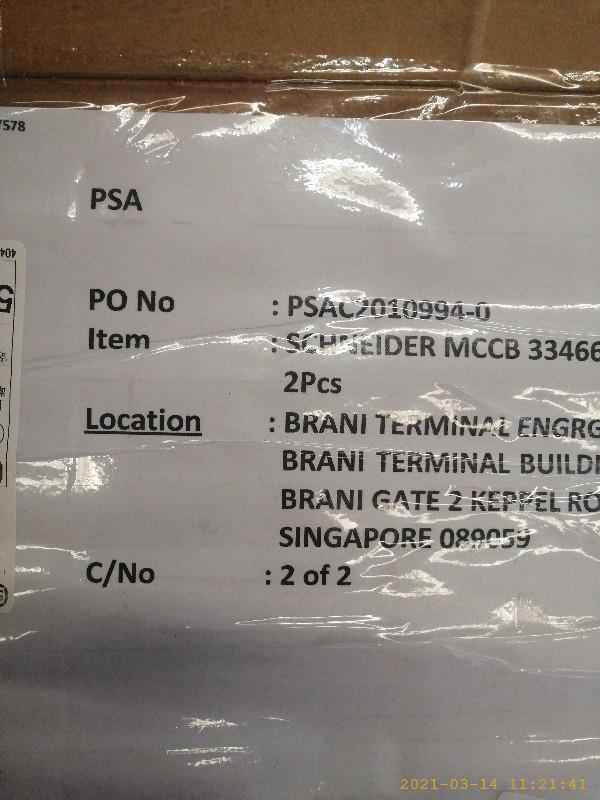 7578
PSA
PO No : PSAC2010994-0
Item : SCHNEIDER MCCB 33466
2Pcs
Location : BRANI TERMINAL ENGRG
BRANI TERMINAL BUILDI
BRANI GATE 2 KEPPEL RO
SINGAPORE 089059
C/No : 2 of 2
2021-03-14 11:21:41